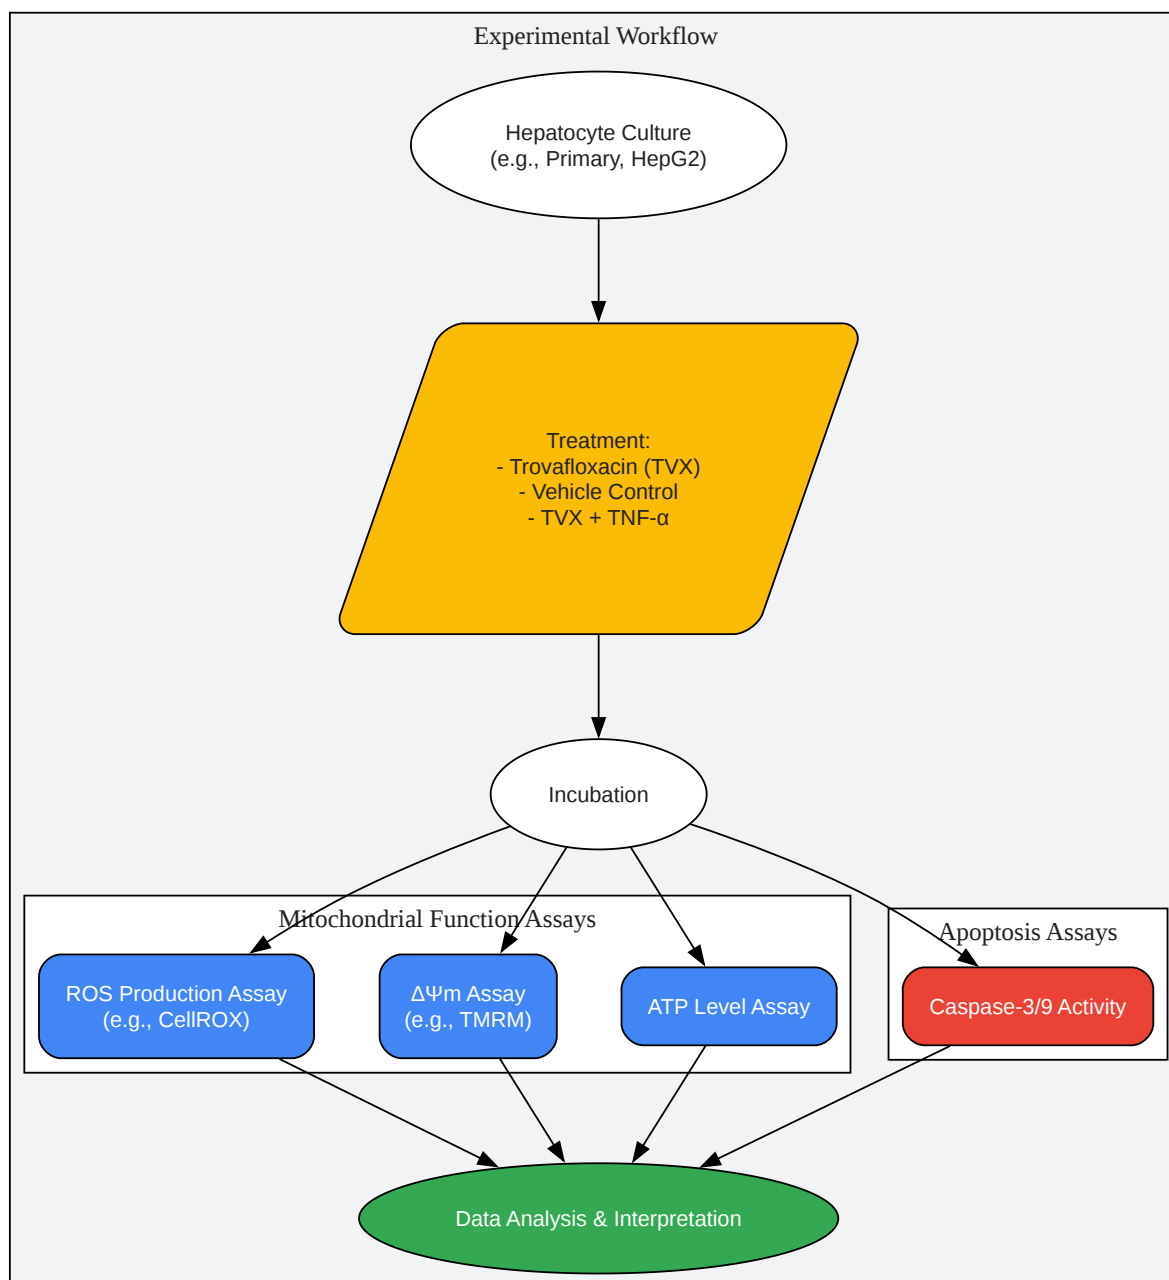 Experimental Workflow
Hepatocyte Culture
(e.g., Primary, HepG2)
Treatment:
- Trovafloxacin (TVX)
- Vehicle Control
- TVX + TNF-α
Incubation
Mitochondrial Function Assays
Apoptosis Assays
ROS Production Assay
(e.g., CellROX)
ΔΨm Assay
(e.g., TMRM)
ATP Level Assay
Caspase-3/9 Activity
Data Analysis & Interpretation